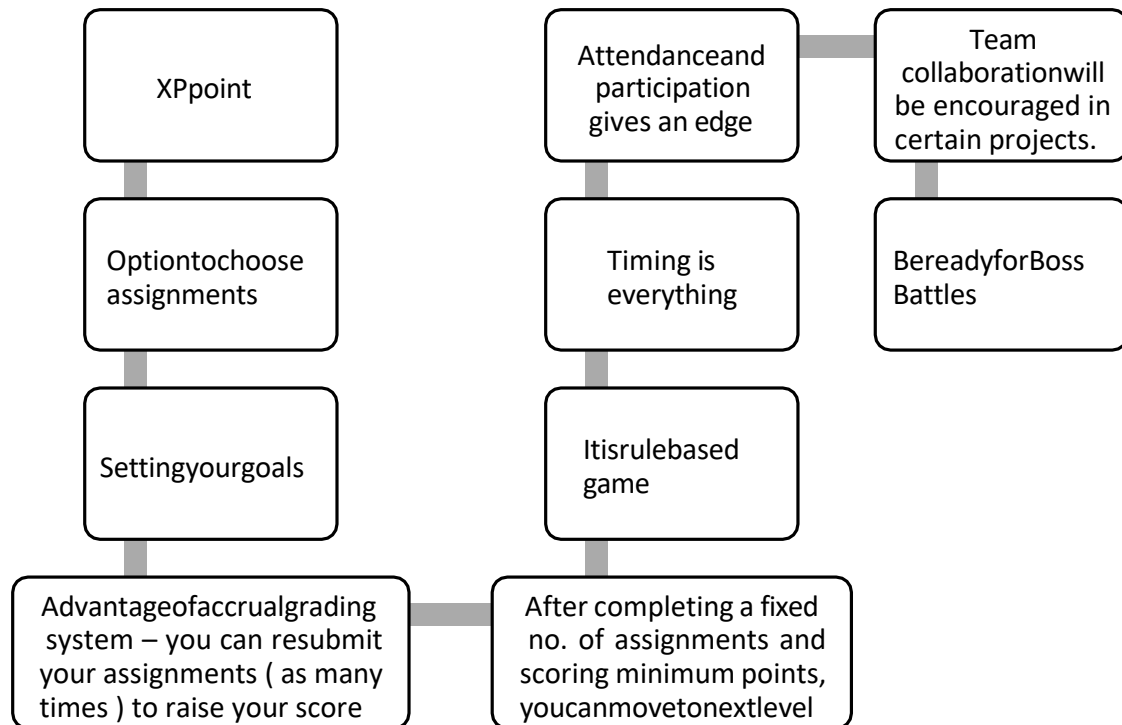 XPpoint
Optiontochoose
assignments
Settingyourgoals
Advantageofaccrualgrading
system – you can resubmit
your assignments ( as many
times ) to raise your score
After completing a fixed
no. of assignments and
scoring minimum points,
youcanmovetonextlevel
Itisrulebased
game
Timing is
everything
Attendanceand
participation
gives an edge
Team
collaborationwill
be encouraged in
certain projects.
BereadyforBoss
Battles